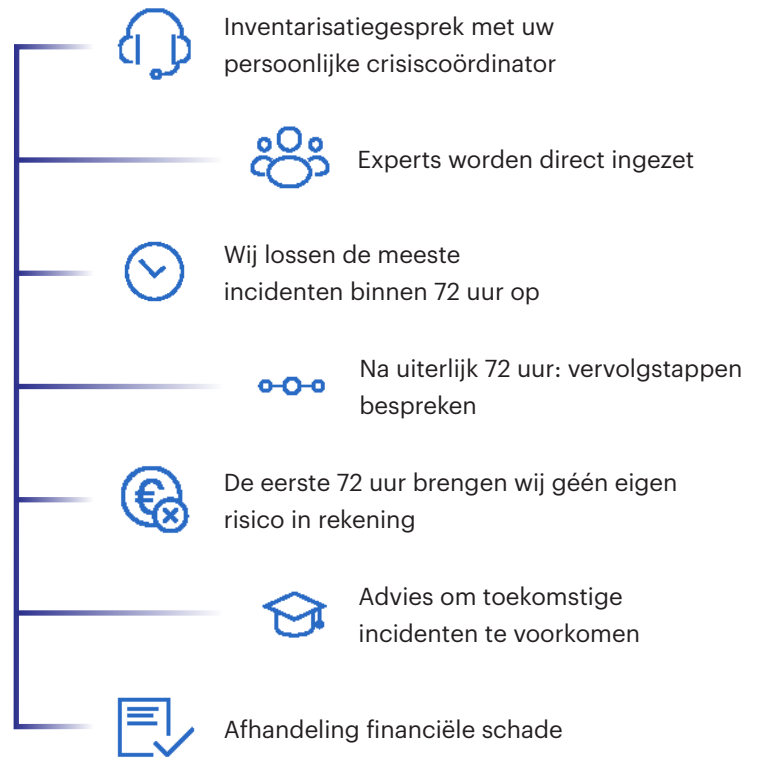 Inventarisatiegesprek met uw
persoonlijke crisiscoördinator
Experts worden direct ingezet
Wij lossen de meeste
incidenten binnen 72 uur op
Na uiterlijk 72 uur: vervolgstappen
bespreken
De eerste 72 uur brengen wij géén eigen
risico in rekening
Advies om toekomstige
incidenten te voorkomen
Afhandeling financiële schade